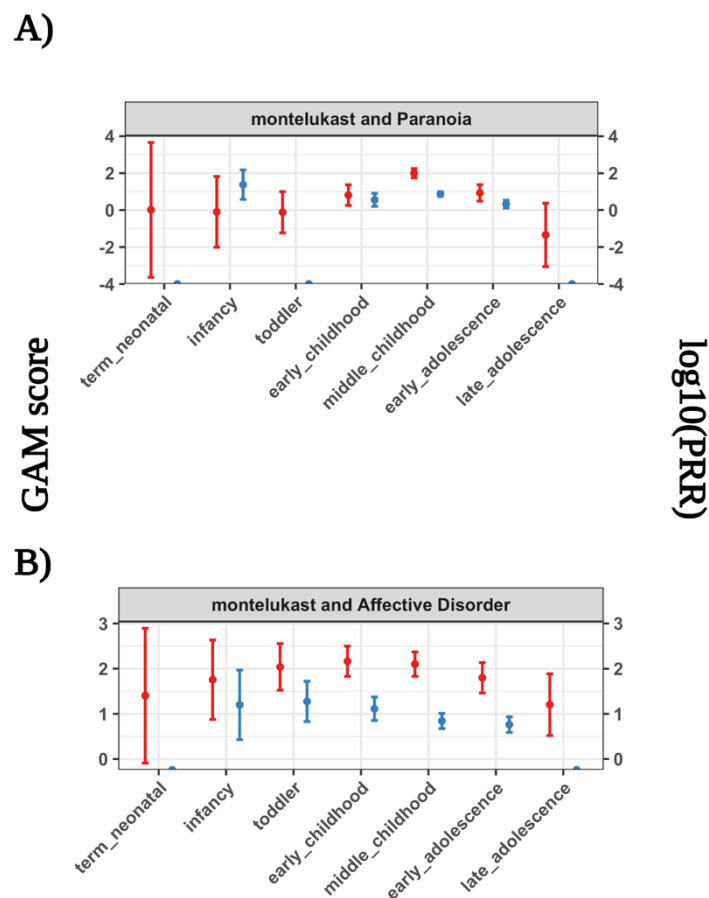 A)
montelukast and Paranoia
4 4
2 2
0 0
-2 -2
-4 -4
term_neonatal
infancy
toddler
early_childhood
middle_childhood
early_adolescence
late_adolescence
GAM score
log10(PRR)
B)
montelukast and Affective Disorder
3 3
2 2
1 1
0 0
term_neonatal
infancy
toddler
early_childhood
middle_childhood
early_adolescence
late_adolescence